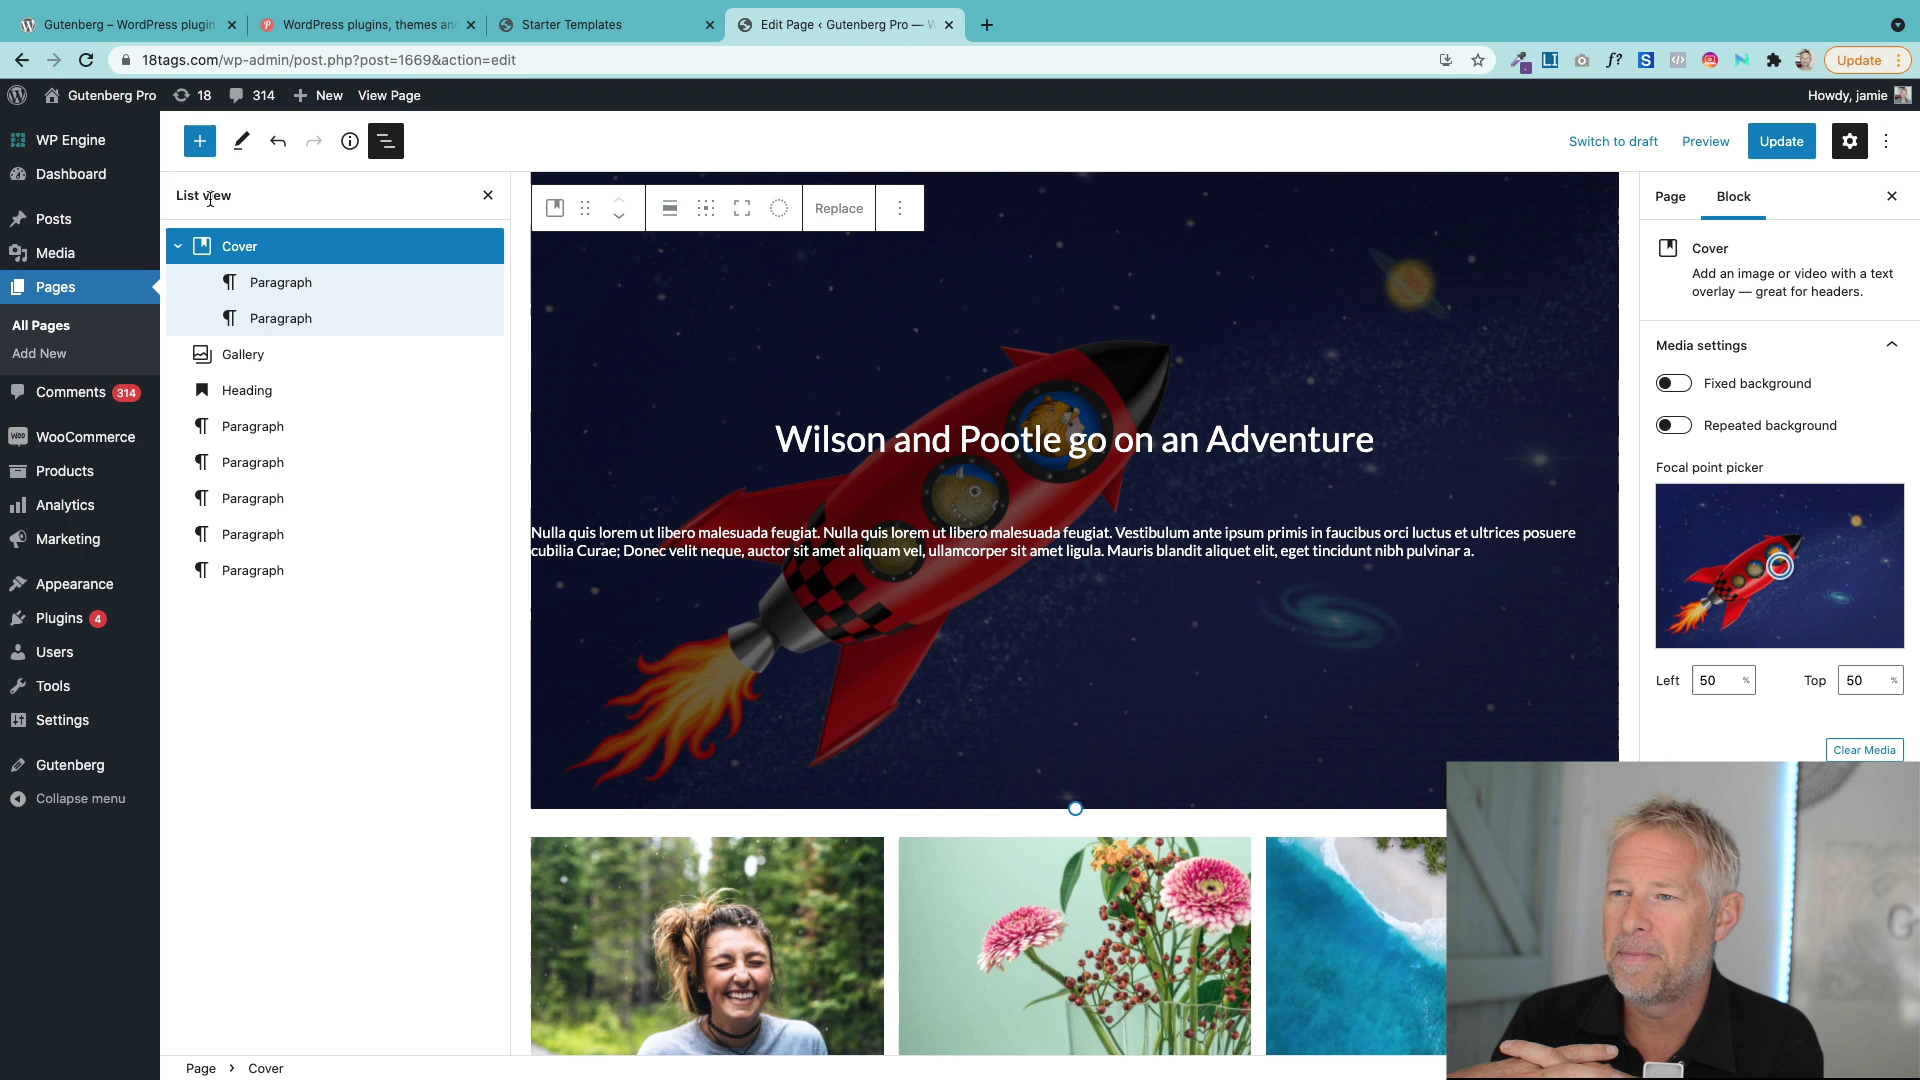 Gutenberg – WordPress plugin
WordPress plugins, themes an
Starter Templates
Edit Page ‹ Gutenberg Pro —
18tags.com/wp-admin/post.php?post=1669&action=edit
Update
Gutenberg Pro
18
314
New
View Page
Howdy, jamie
WP Engine
Dashboard
Posts
Media
Pages
All Pages
Add New
Comments 314
WooCommerce
Products
Analytics
Marketing
Appearance
Plugins 4
Users
Tools
Settings
Gutenberg
Collapse menu
Switch to draft
Preview
Update
List view
Cover
Paragraph
Paragraph
Gallery
Heading
Paragraph
Paragraph
Paragraph
Paragraph
Paragraph
Replace
Wilson and Pootle go on an Adventure
Nulla quis lorem ut libero malesuada feugiat. Nulla quis lorem ut libero malesuada feugiat. Vestibulum ante ipsum primis in faucibus orci luctus et ultrices posuere
cubilia Curae; Donec velit neque, auctor sit amet aliquam vel, ullamcorper sit amet ligula. Mauris blandit aliquet elit, eget tincidunt nibh pulvinar a.
Page
Block
Cover
Add an image or video with a text
overlay — great for headers.
Media settings
Fixed background
Repeated background
Focal point picker
Left 50 %
Top 50 %
Clear Media
Page › Cover